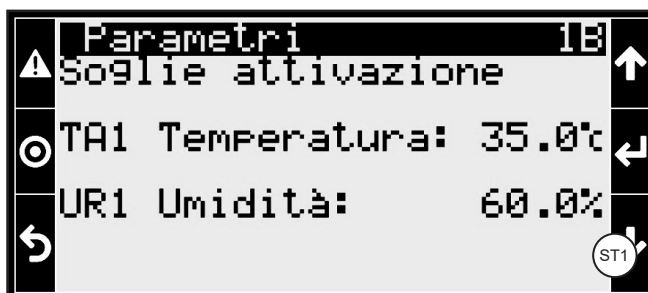 Parametri 1B
Soglie attivazione
TA1 Temperatura: 35.0°c
UR1 Umidità: 60.0%
ST1